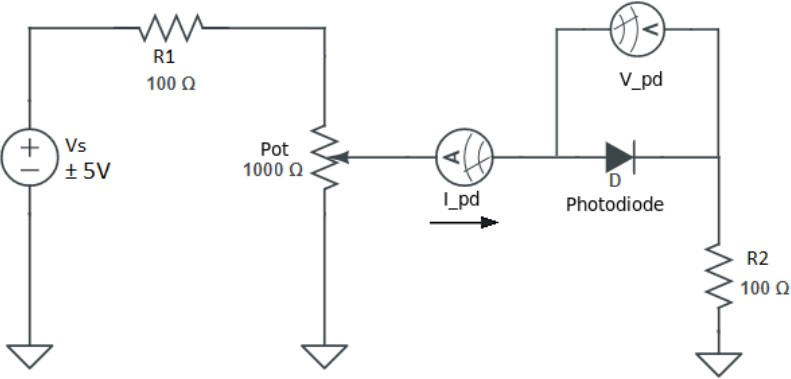 R1
100 Ω
Vs
± 5V
Pot
1000 Ω
A
I_pd
V
V_pd
D
Photodiode
R2
100 Ω